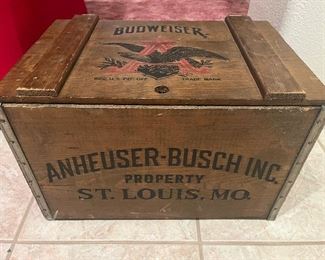 BUDWEISER
REG. U.S. PAT. OFF. TRADE MARK
ANHEUSER-BUSCH INC.
PROPERTY
ST. LOUIS, MO.